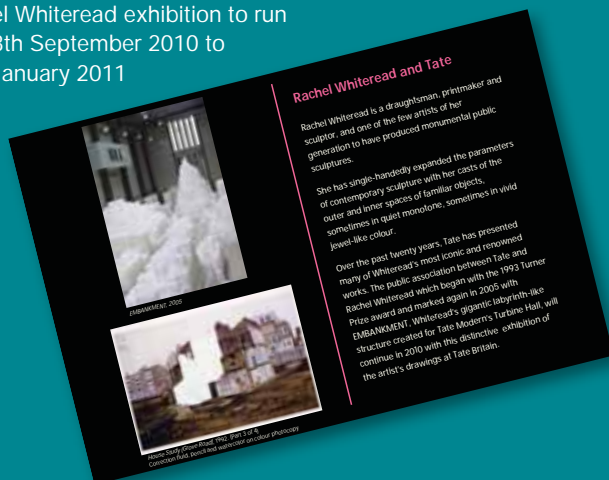 el Whiteread exhibition to run
8th September 2010 to
anuary 2011
Rachel Whiteread and Tate
Rachel Whiteread is a draughtsman, printmaker and
sculptor, and one of the few artists of her
generation to have produced monumental public
sculptures.
She has single-handedly expanded the parameters
of contemporary sculpture with her casts of the
outer and inner spaces of familiar objects,
sometimes in quiet monotone, sometimes in vivid
jewel-like colour.
Over the past twenty years, Tate has presented
many of Whiteread's most iconic and renowned
works. The public association between Tate and
Rachel Whiteread which began with the 1993 Turner
Prize award and marked again in 2005 with
EMBANKMENT, Whiteread's gigantic labyrinth-like
structure created for Tate Modern's Turbine Hall, will
continue in 2010 with this distinctive exhibition of
the artist's drawings at Tate Britain.
EMBANKMENT, 2005
House Study (Grove Road), 1992 (Part 3 of 4)
Correction fluid, pencil and watercolor on colour photocopy